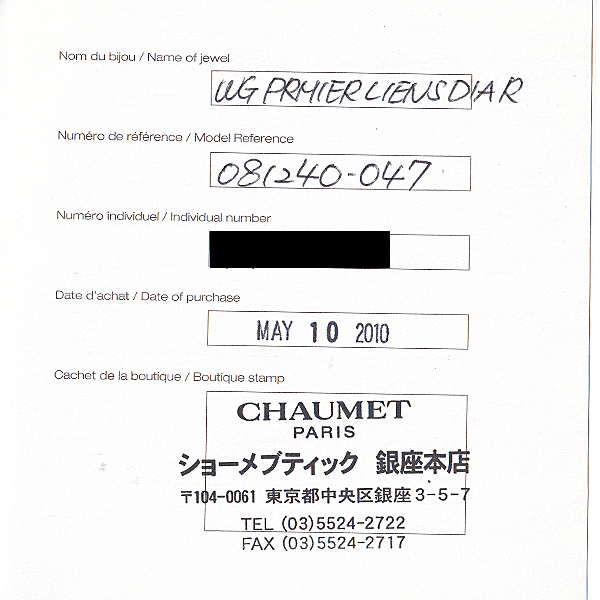 Nom du bijou / Name of jewel
WG PRMIER LIENS DIA R
Numéro de référence / Model Reference
081240-047
Numéro individuel / Individual number
Date d'achat / Date of purchase
MAY 10 2010
Cachet de la boutique / Boutique stamp
CHAUMET
PARIS
ショーメブティック 銀座本店
〒104-0061 東京都中央区銀座3-5-7
TEL (03)5524-2722
FAX (03)5524-2717